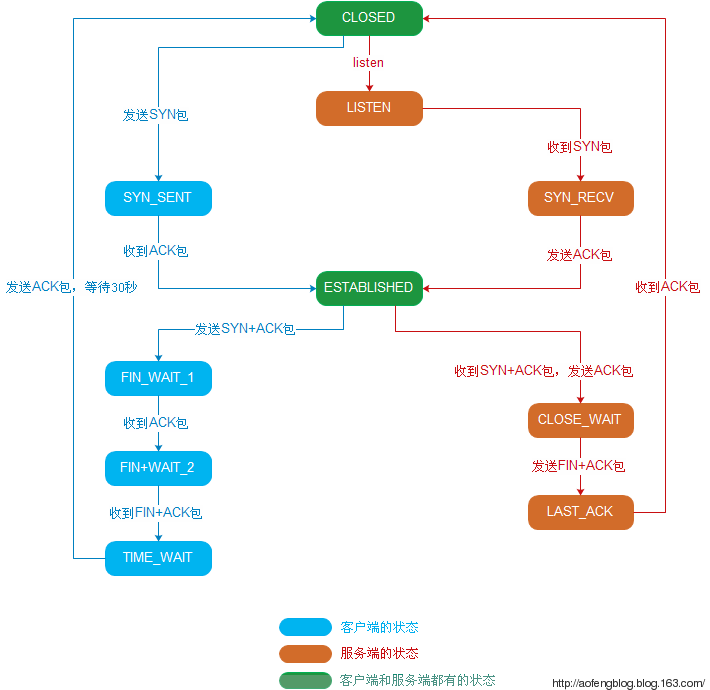 CLOSED
listen
LISTEN
发送SYN包
收到SYN包
SYN_SENT
SYN_RECV
收到ACK包
发送ACK包
发送ACK包，等待30秒
ESTABLISHED
收到ACK包
发送SYN+ACK包
FIN_WAIT_1
收到SYN+ACK包，发送ACK包
收到ACK包
CLOSE_WAIT
FIN+WAIT_2
发送FIN+ACK包
收到FIN+ACK包
LAST_ACK
TIME_WAIT
客户端的状态
服务端的状态
客户端和服务端都有的状态
http://aofengblog.blog.163.com/